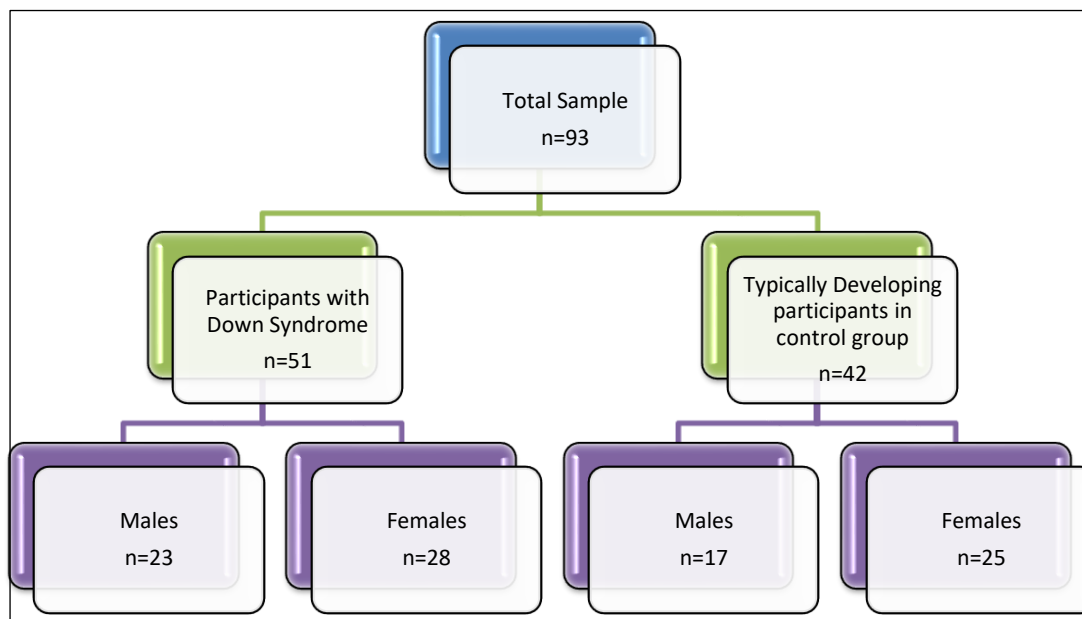 Total Sample
n=93
Participants with
Down Syndrome
n=51
Typically Developing
participants in
control group
n=42
Males
n=23
Females
n=28
Males
n=17
Females
n=25